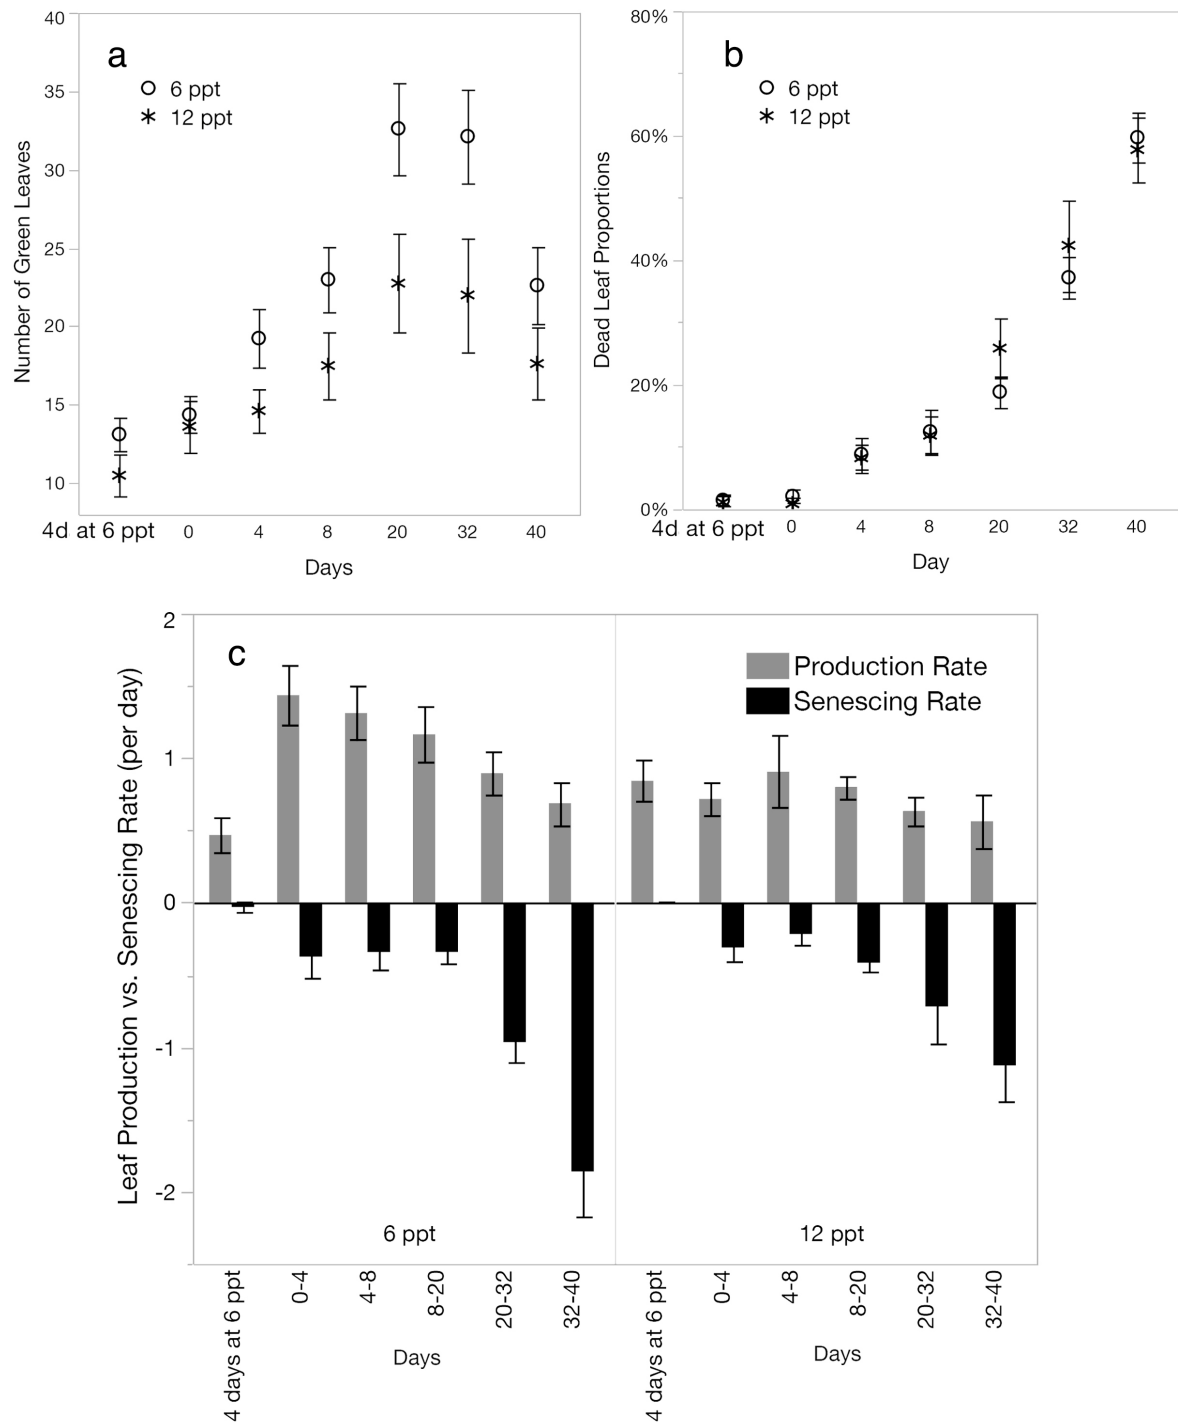 a
6 ppt
12 ppt
40
35
30
25
20
15
10
Number of Green Leaves
4d at 6 ppt 0 4 8 20 32 40
Days
b
6 ppt
12 ppt
80%
60%
40%
20%
0%
Dead Leaf Proportions
4d at 6 ppt 0 4 8 20 32 40
Day
c
Production Rate
Senescing Rate
2
1
0
-1
-2
Leaf Production vs. Senescing Rate (per day)
6 ppt 12 ppt
4 days at 6 ppt 0-4 4-8 8-20 20-32 32-40 4 days at 6 ppt 0-4 4-8 8-20 20-32 32-40
Days Days